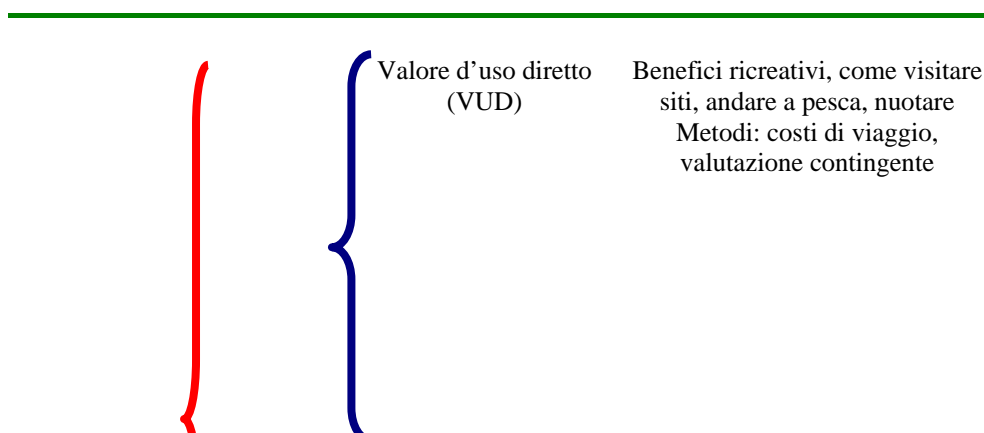 Valore d’uso diretto
(VUD)
Benefici ricreativi, come visitare
siti, andare a pesca, nuotare
Metodi: costi di viaggio,
valutazione contingente